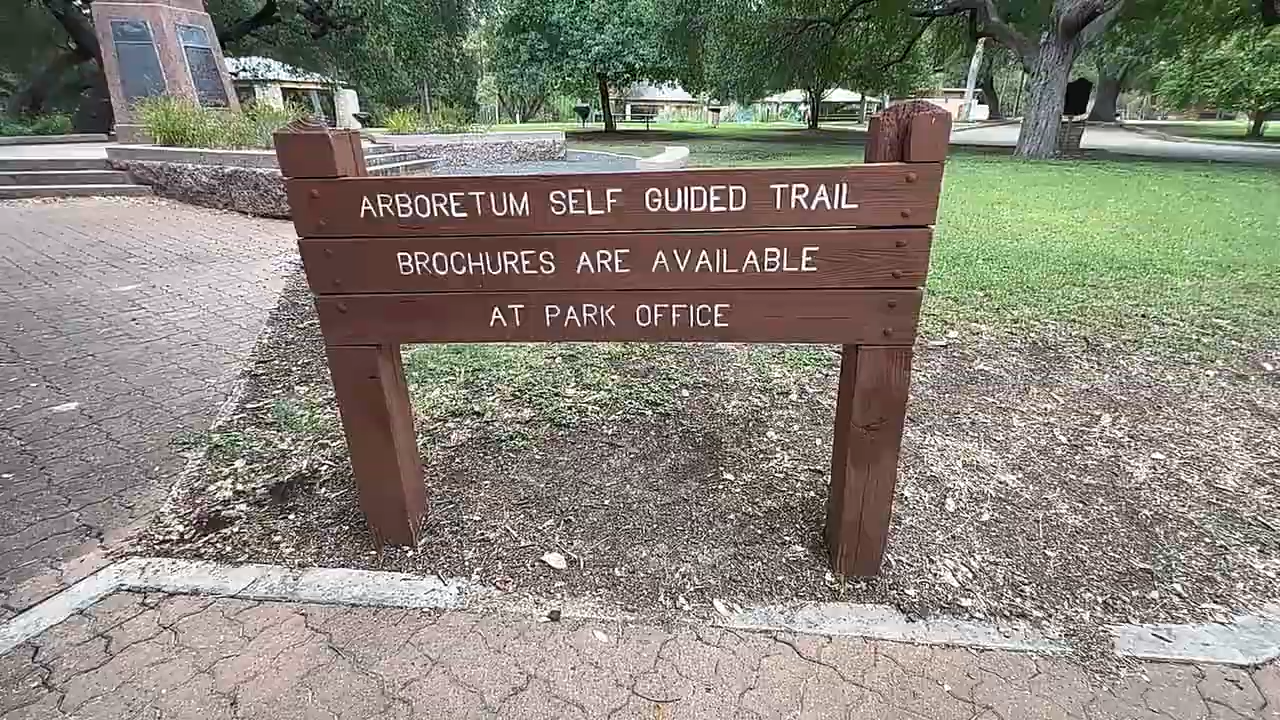 ARBORETUM SELF GUIDED TRAIL
BROCHURES ARE AVAILABLE
AT PARK OFFICE